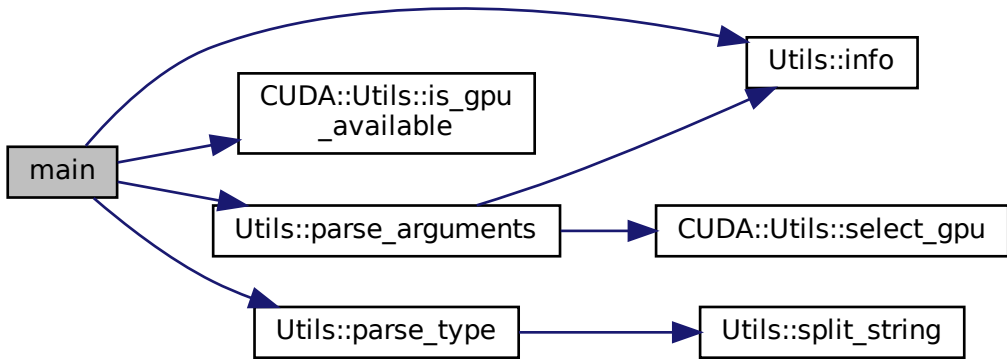 Utils::info
CUDA::Utils::is_gpu
_available
main
Utils::parse_arguments
CUDA::Utils::select_gpu
Utils::parse_type
Utils::split_string